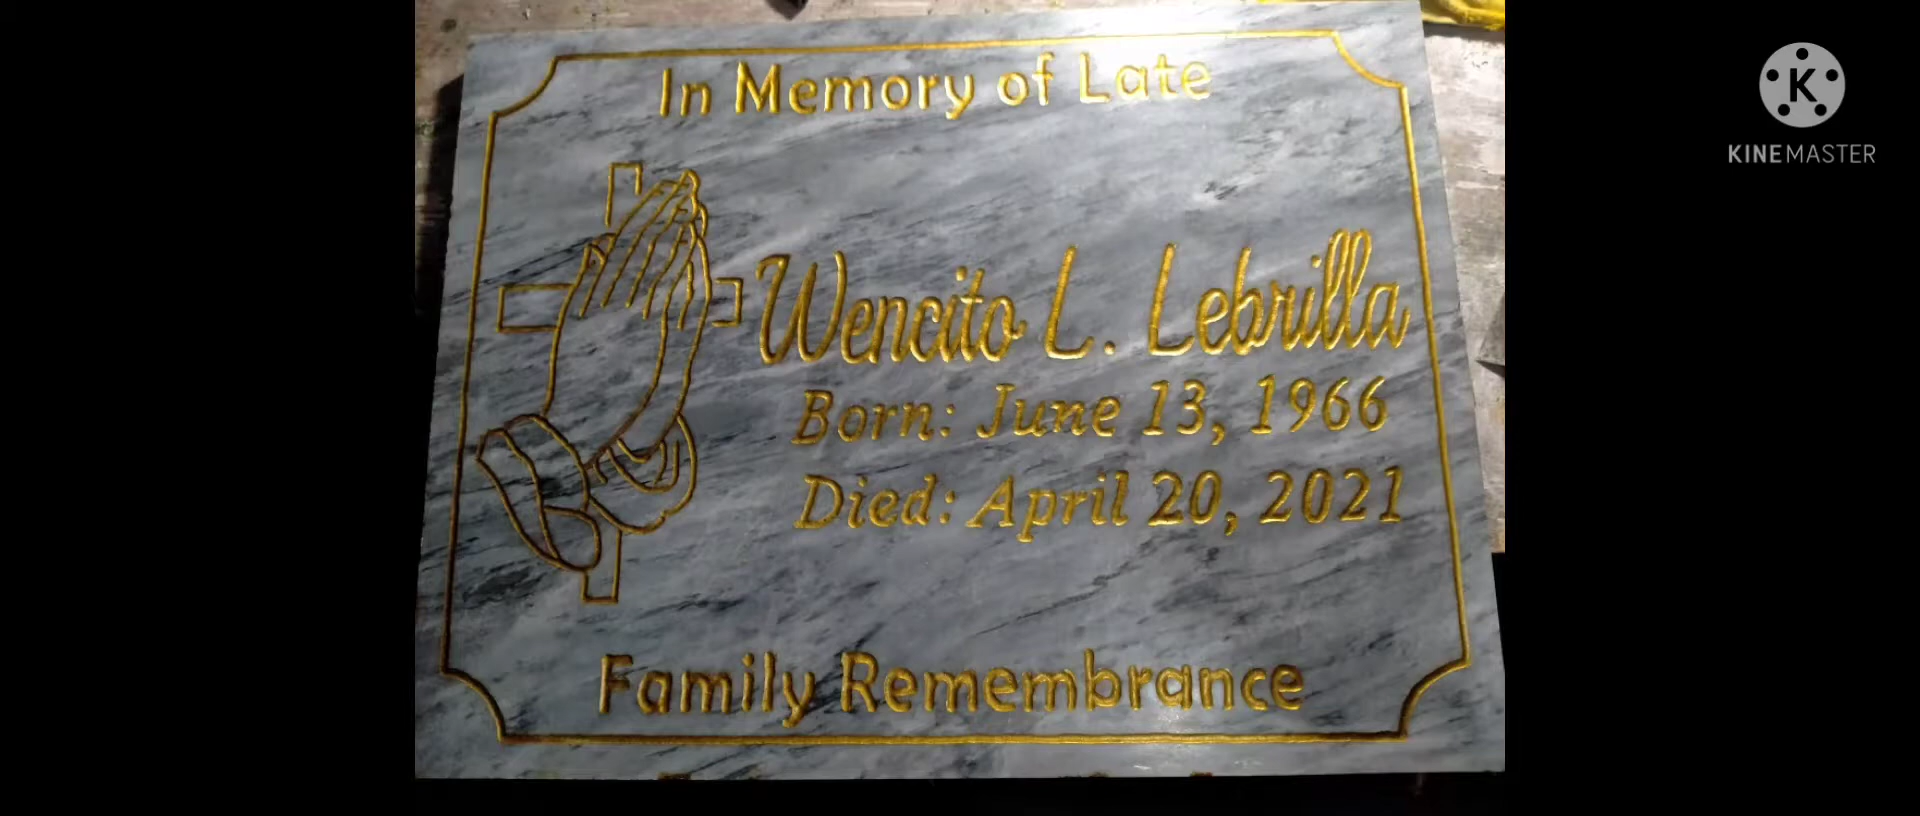 In Memory of Late
Wencito L. Lebrilla
Born: June 13, 1966
Died: April 20, 2021
Family Remembrance
K
KINEMASTER